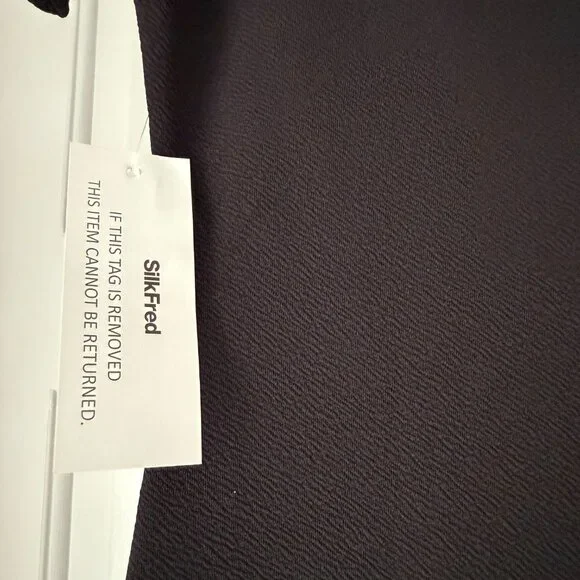 SilkFred
IF THIS TAG IS REMOVED
THIS ITEM CANNOT BE RETURNED.